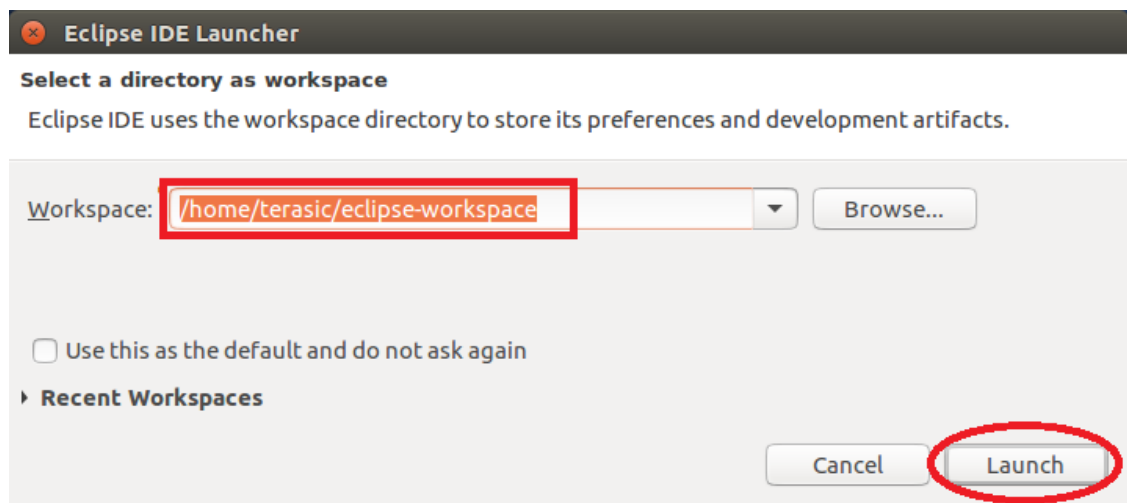 Eclipse IDE Launcher
Select a directory as workspace
Eclipse IDE uses the workspace directory to store its preferences and development artifacts.
Workspace: /home/terasic/eclipse-workspace Browse...
Use this as the default and do not ask again
Recent Workspaces
Cancel Launch